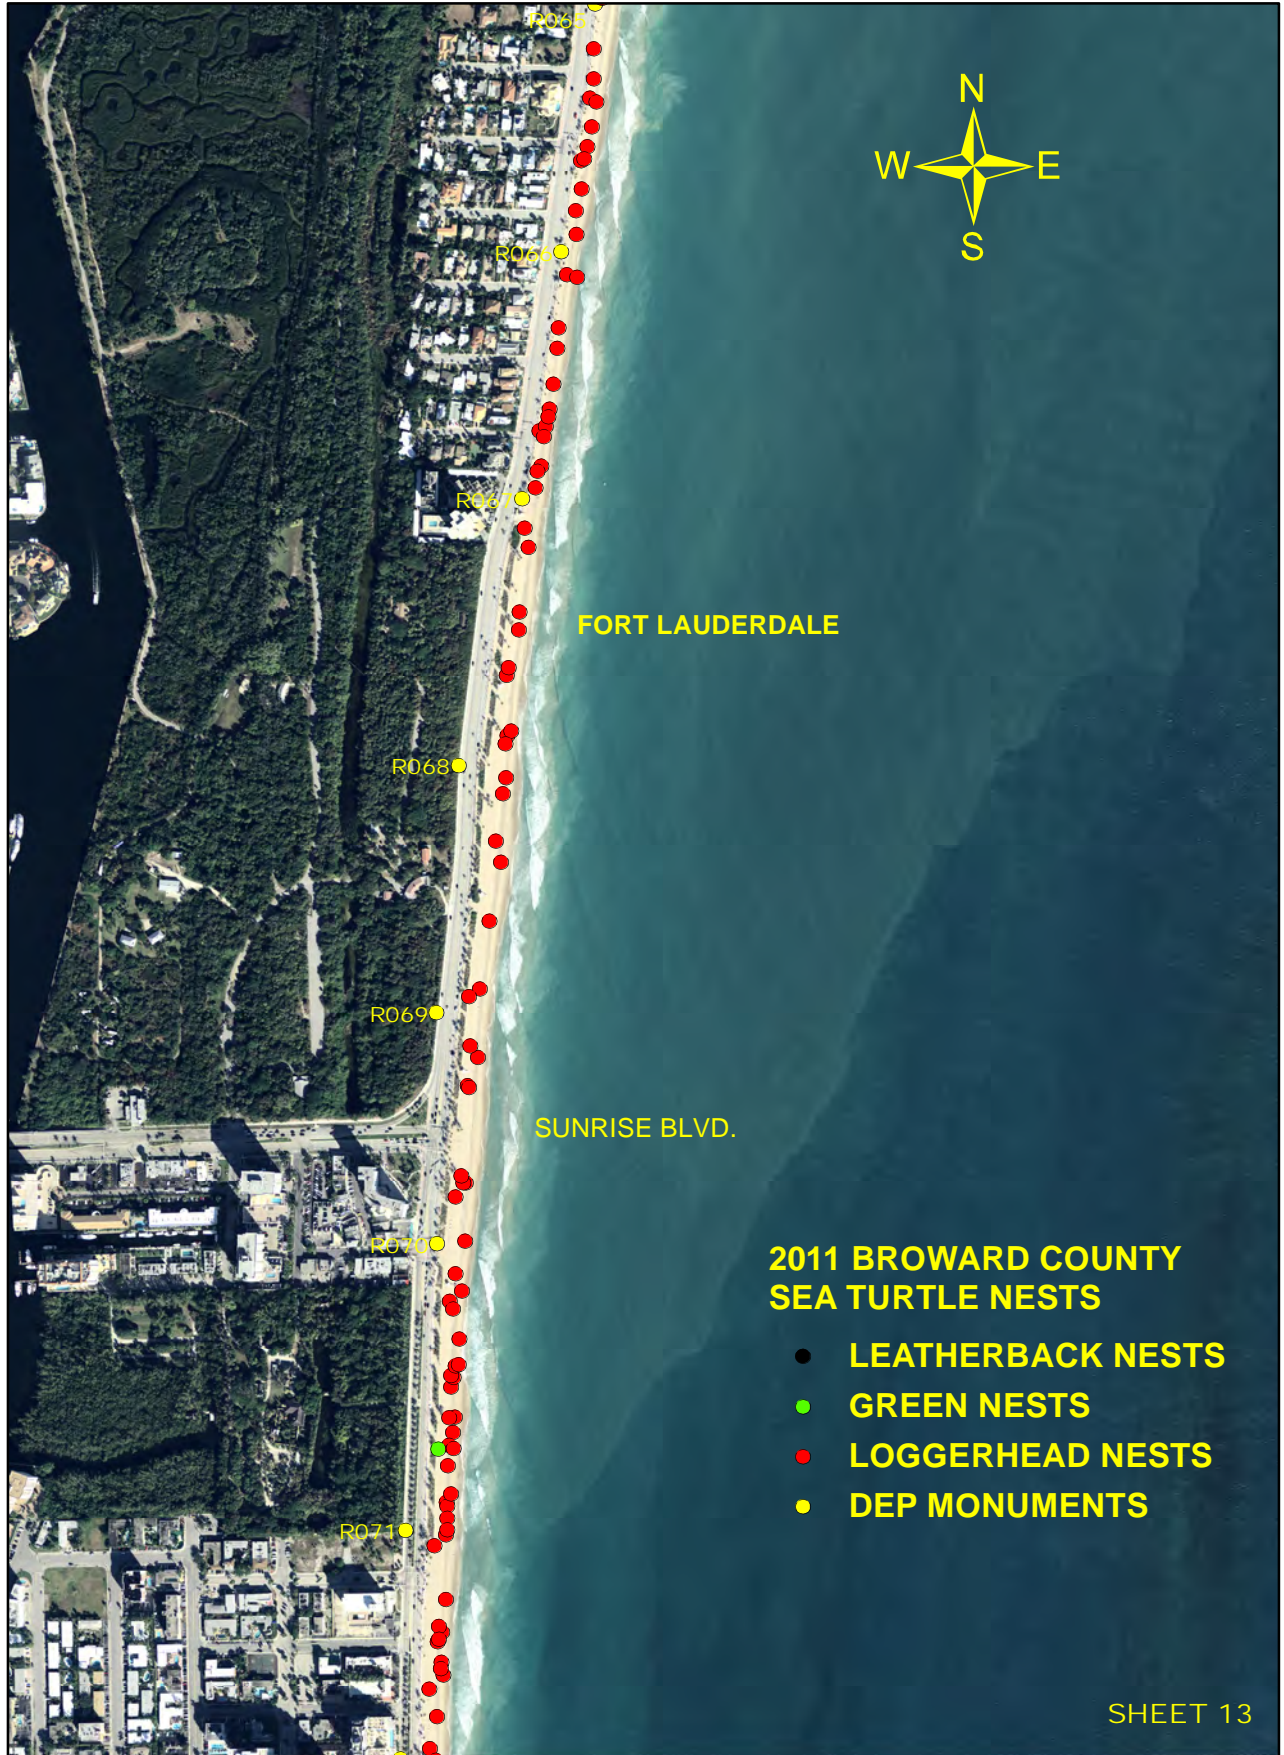 R065
N
W E
S
R066
R067
FORT LAUDERDALE
R068
R069
SUNRISE BLVD.
R070
2011 BROWARD COUNTY
SEA TURTLE NESTS
LEATHERBACK NESTS
GREEN NESTS
LOGGERHEAD NESTS
DEP MONUMENTS
R071
SHEET 13